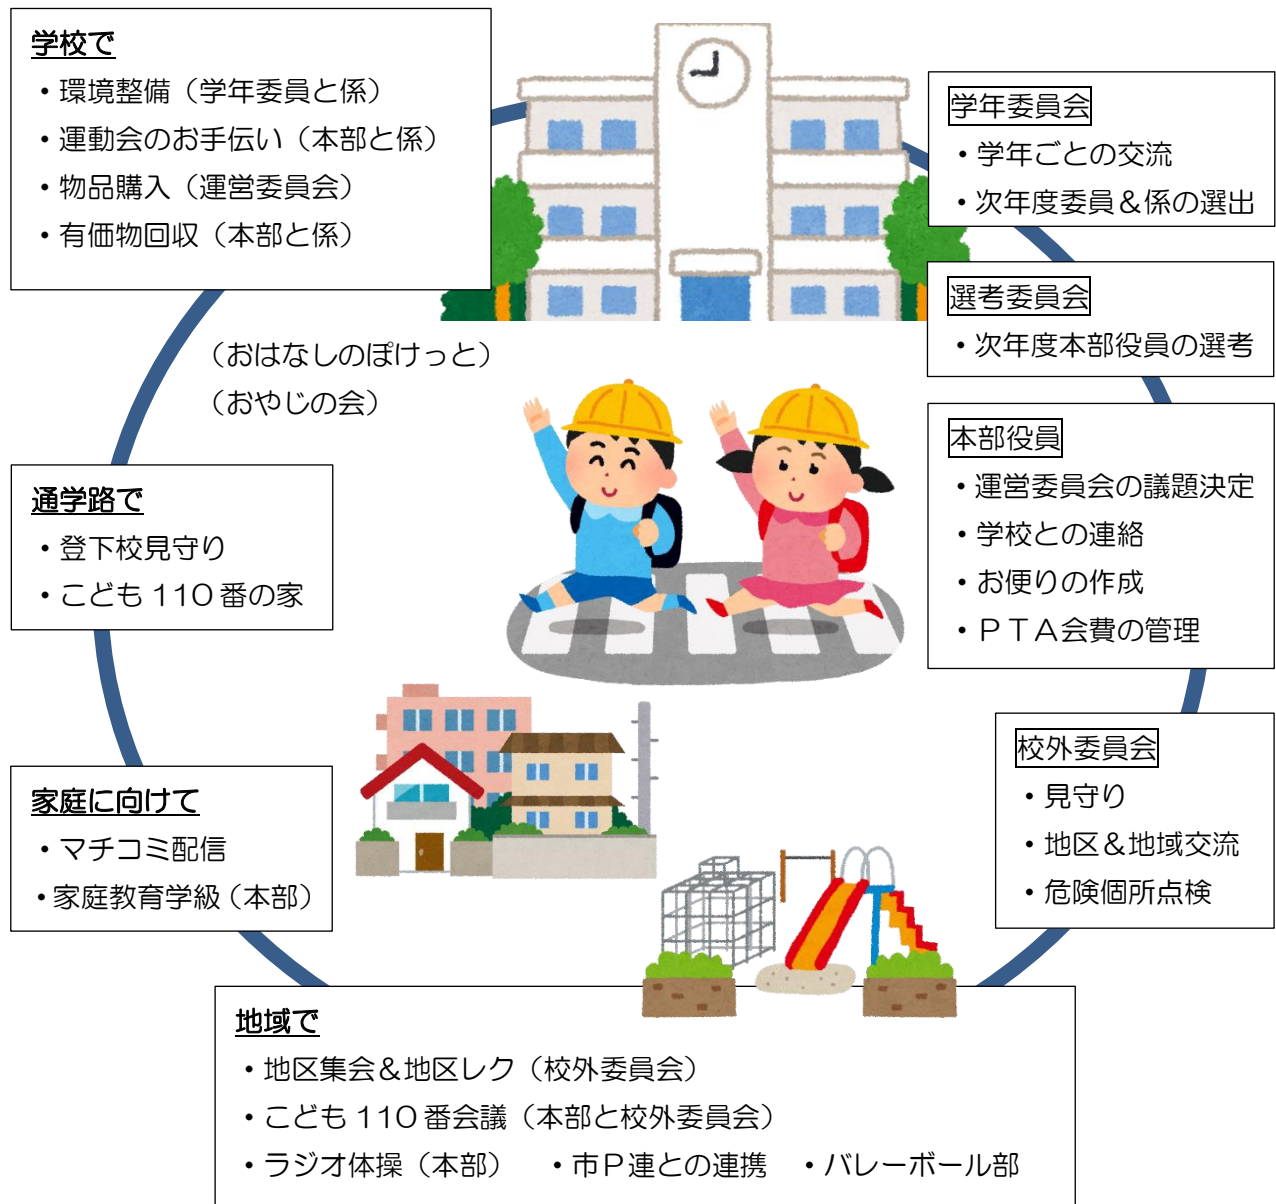 学校で
・環境整備（学年委員と係）
・運動会のお手伝い（本部と係）
・物品購入（運営委員会）
・有価物回収（本部と係）
（おはなしのぽけっと）
（おやじの会）
通学路で
・登下校見守り
・こども 110 番の家
家庭に向けて
・マチコミ配信
・家庭教育学級（本部）
学年委員会
・学年ごとの交流
・次年度委員＆係の選出
選考委員会
・次年度本部役員の選考
本部役員
・運営委員会の議題決定
・学校との連絡
・お便りの作成
・ＰＴＡ会費の管理
校外委員会
・見守り
・地区＆地域交流
・危険個所点検
地域で
・地区集会＆地区レク（校外委員会）
・こども 110 番会議（本部と校外委員会）
・ラジオ体操（本部）　・市Ｐ連との連携　・バレーボール部